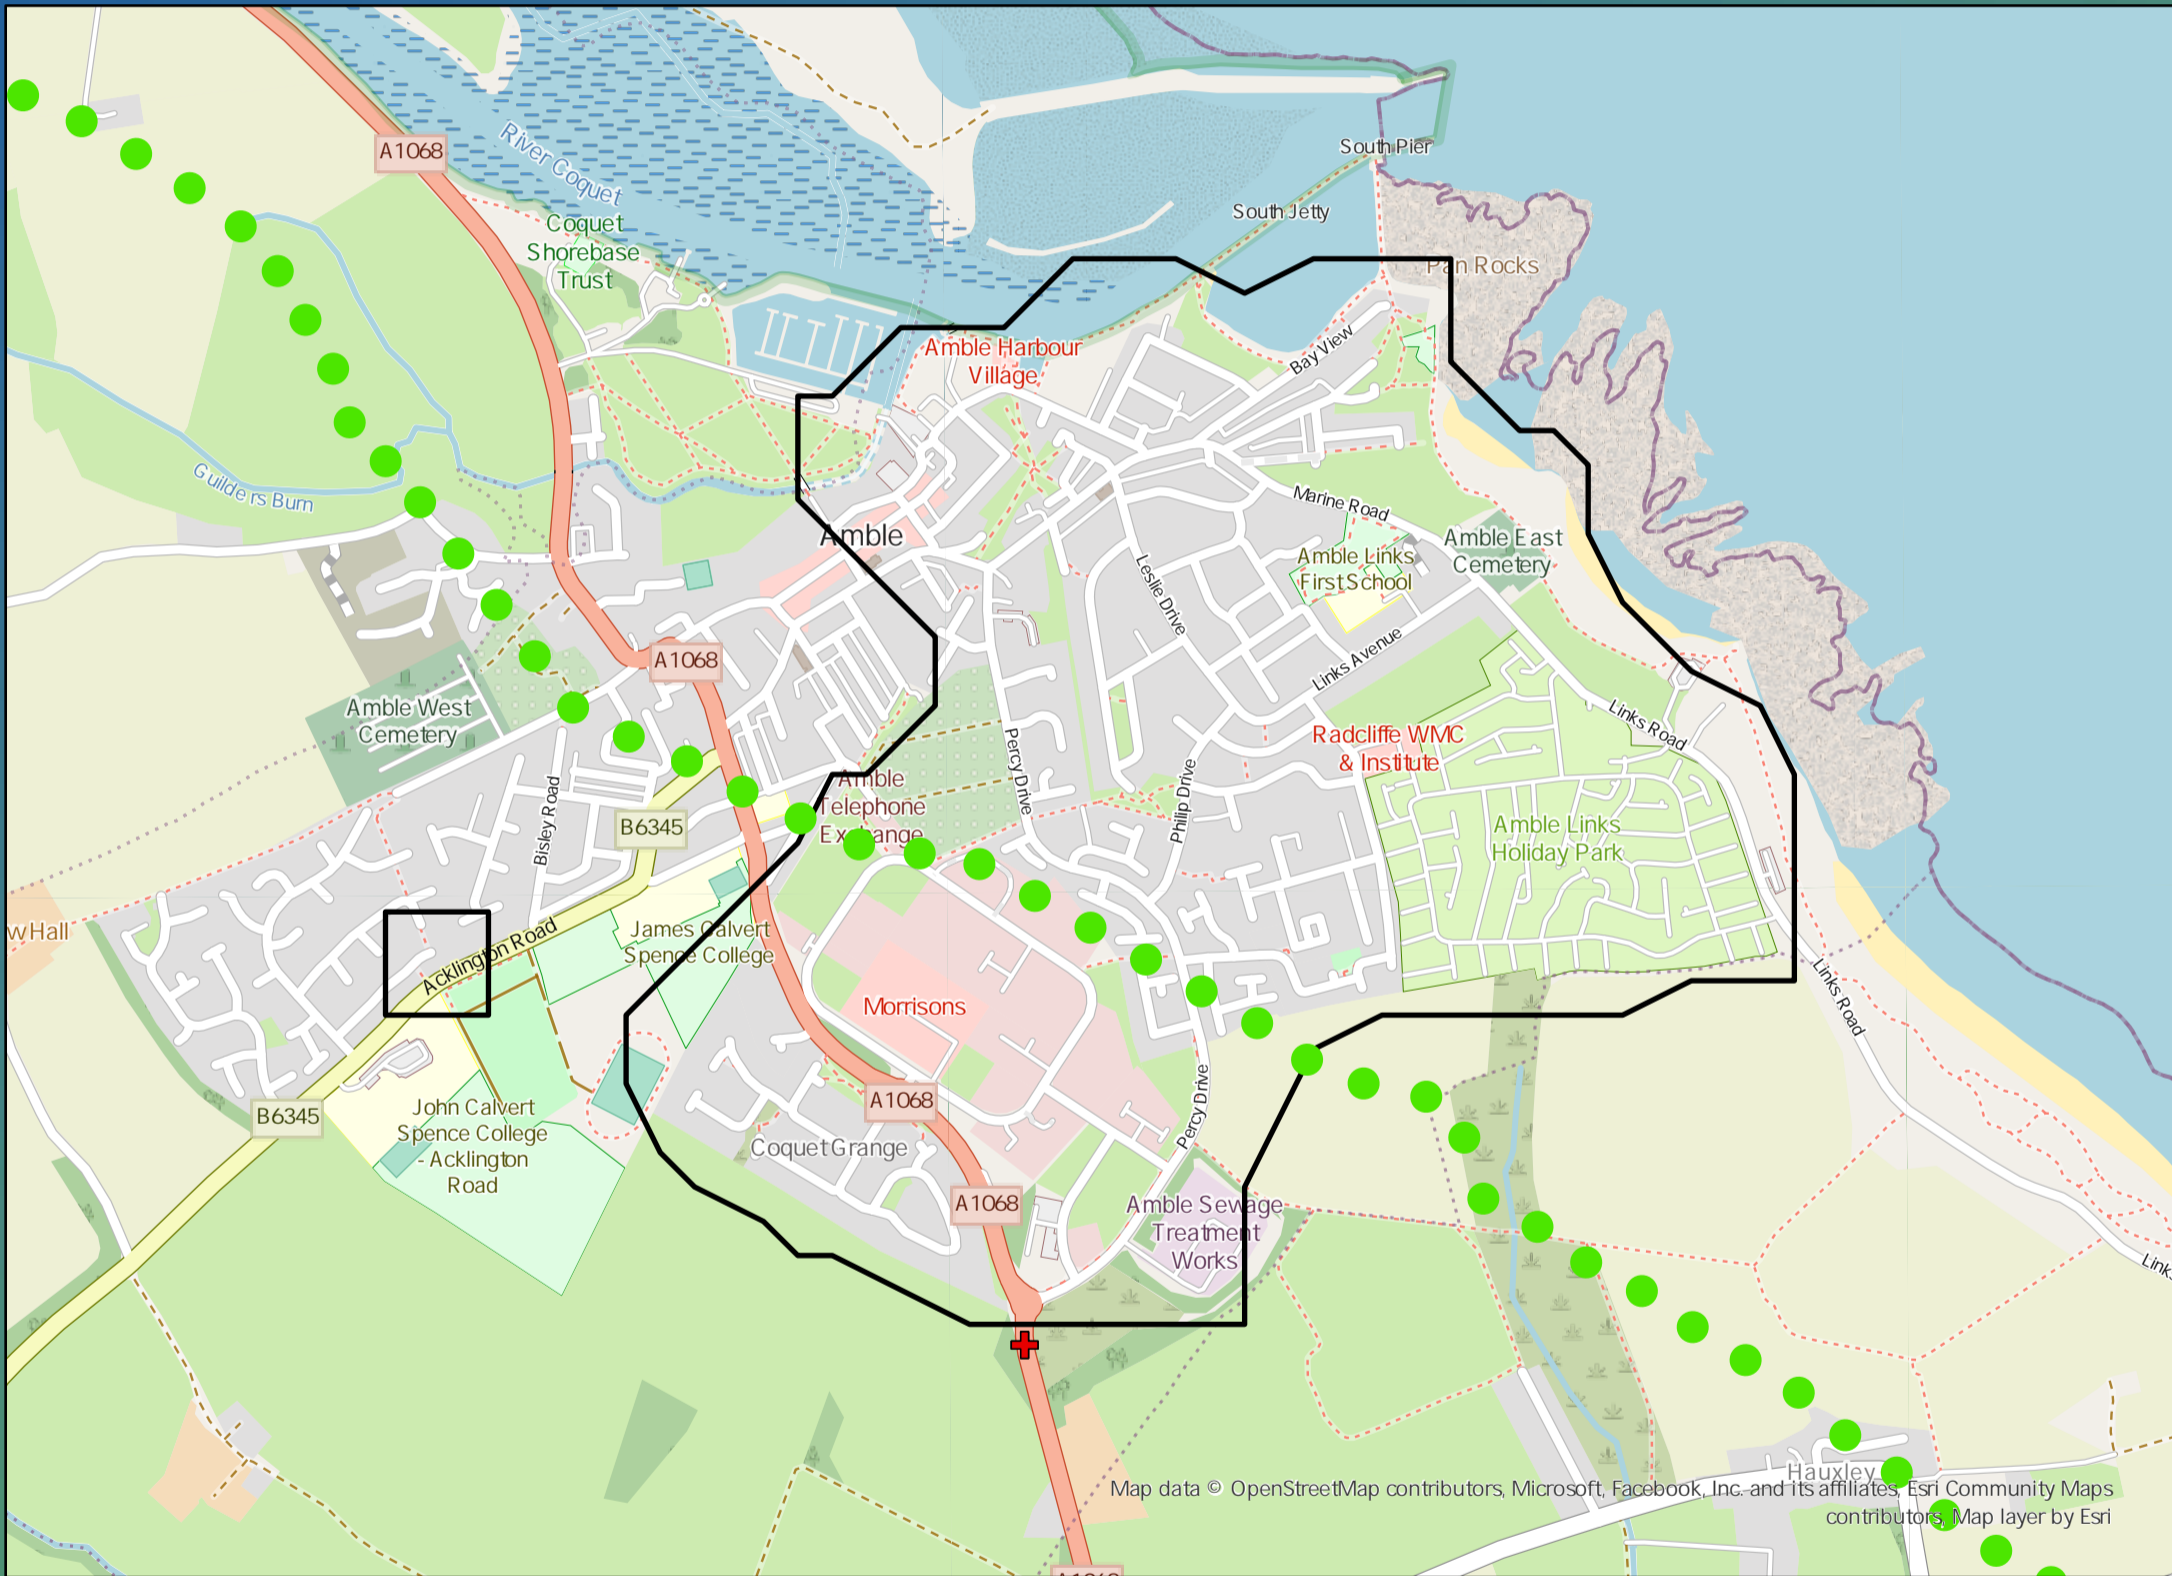 A1068
River Coquet
South Pier
South Jetty
Coquet
Shorebase
Trust
Pan Rocks
Amble Harbour
Village
Bay View
Guilders Burn
Marine Road
Amble
Amble East
Cemetery
Amble Links
First School
Leslie Drive
A1068
Links Avenue
Amble West
Cemetery
Links Road
Radcliffe WMC
& Institute
Percy Drive
Philip Drive
Amble
Telephone
Exchange
Bisley Road
B6345
Amble Links
Holiday Park
w Hall
Acklington Road
James Calvert
Spence College
Links Road
Morrisons
B6345
John Calvert
Spence College
- Acklington
Road
A1068
Percy Drive
Coquet Grange
A1068
Amble Sewage
Treatment
Works
Links
Hauxley
Map data © OpenStreetMap contributors, Microsoft, Facebook, Inc. and its affiliates, Esri Community Maps
contributors, Map layer by Esri
A1068